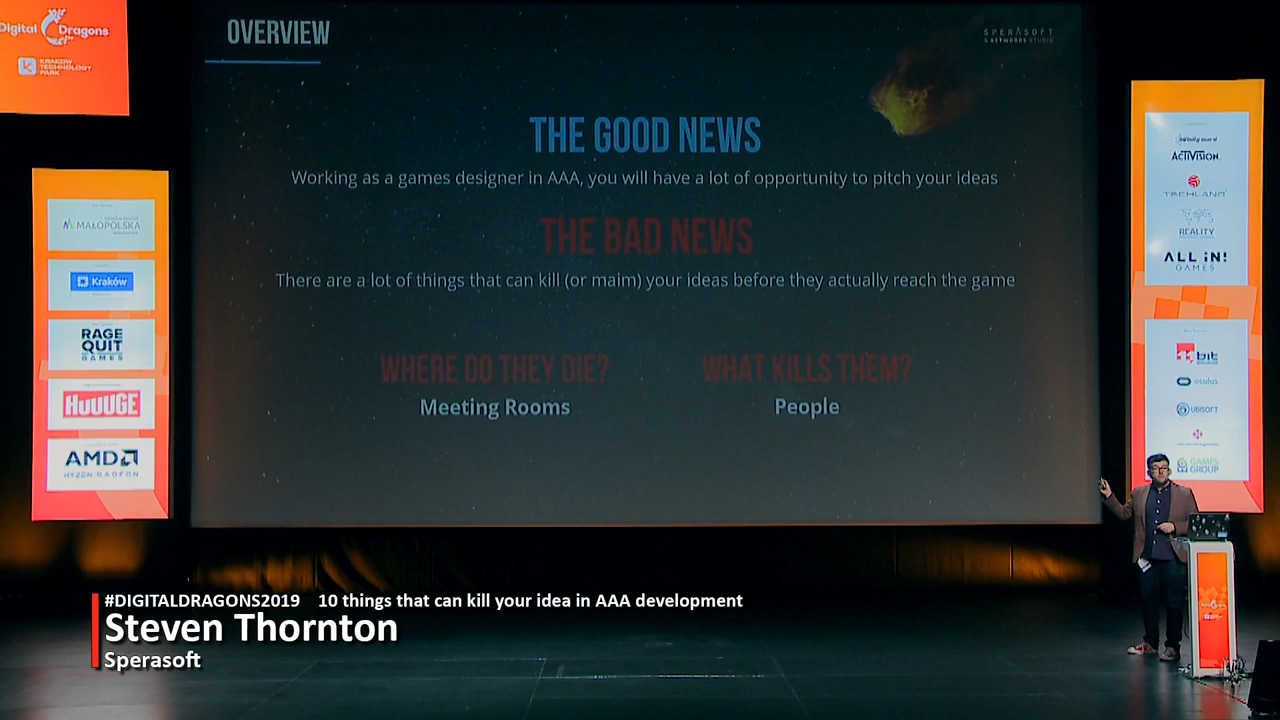 Digital Dragons
KRAKOW
TECHNOLOGY
PARK
OVERVIEW
SPERASOFT
A KEYWORDS STUDIO
THE GOOD NEWS
Working as a games designer in AAA, you will have a lot of opportunity to pitch your ideas
THE BAD NEWS
There are a lot of things that can kill (or maim) your ideas before they actually reach the game
WHERE DO THEY DIE?
Meeting Rooms
WHAT KILLS THEM?
People
MAŁOPOLSKA
Kraków
RAGE
QUIT
GAMES
HUUUGE
AMD
RYZEN RADEON
ACTIVISION
TECHLAND
REALITY
ALL iN!
GAMES
11 bit
oculus
UBISOFT
GAMES
GROUP
#DIGITALDRAGONS2019 10 things that can kill your idea in AAA development
Steven Thornton
Sperasoft